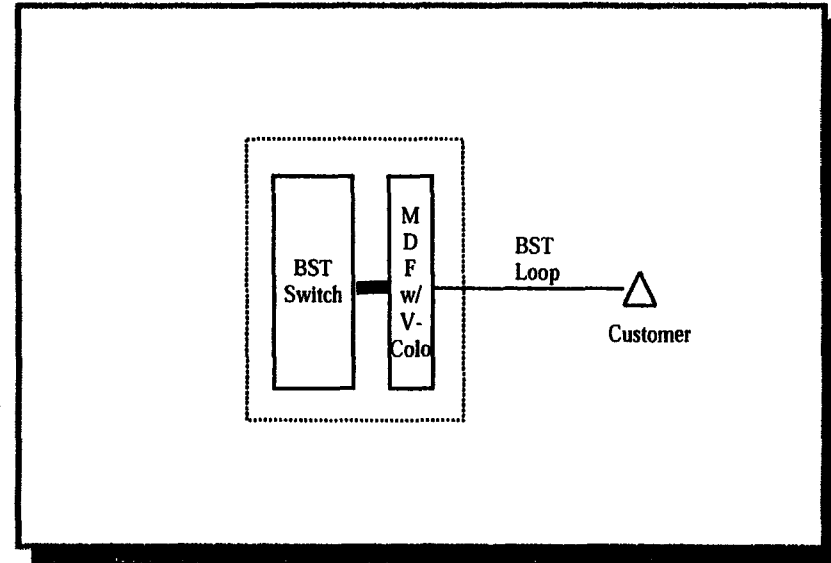 BST
Switch
M
D
F
w/
V-
Colo
BST
Loop
Customer